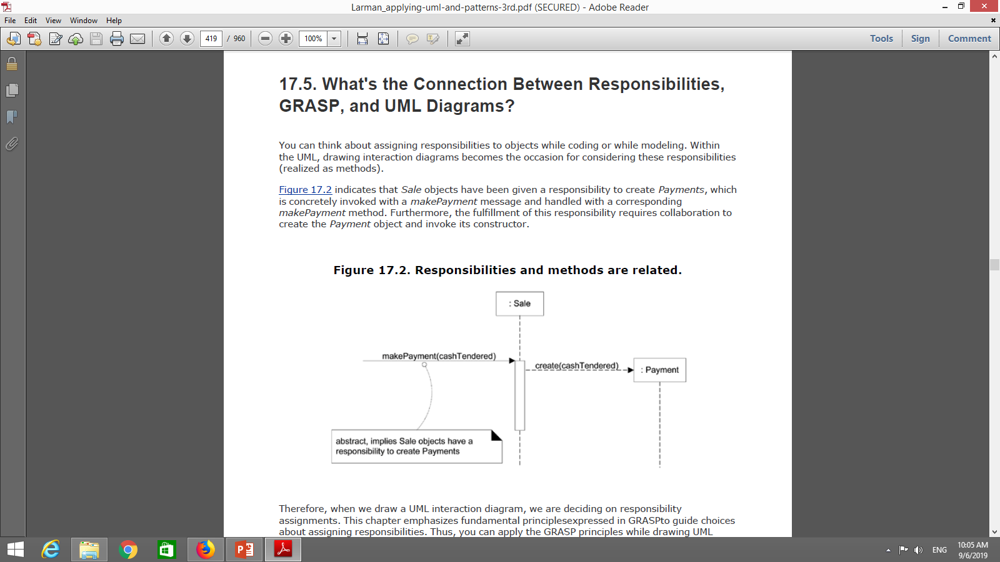 Larman_applying-uml-and-patterns-3rd.pdf (SECURED) - Adobe Reader
File Edit View Window Help
419 / 960 100% Tools Sign Comment
17.5. What's the Connection Between Responsibilities,
GRASP, and UML Diagrams?
You can think about assigning responsibilities to objects while coding or while modeling. Within
the UML, drawing interaction diagrams becomes the occasion for considering these responsibilities
(realized as methods).
Figure 17.2 indicates that Sale objects have been given a responsibility to create Payments, which
is concretely invoked with a makePayment message and handled with a corresponding
makePayment method. Furthermore, the fulfillment of this responsibility requires collaboration to
create the Payment object and invoke its constructor.
Figure 17.2. Responsibilities and methods are related.
: Sale
makePayment(cashTendered)
create(cashTendered)
: Payment
abstract, implies Sale objects have a
responsibility to create Payments
Therefore, when we draw a UML interaction diagram, we are deciding on responsibility
assignments. This chapter emphasizes fundamental principlesexpressed in GRASPto guide choices
about assigning responsibilities. Thus, you can apply the GRASP principles while drawing UML
ENG
10:05 AM
9/6/2019